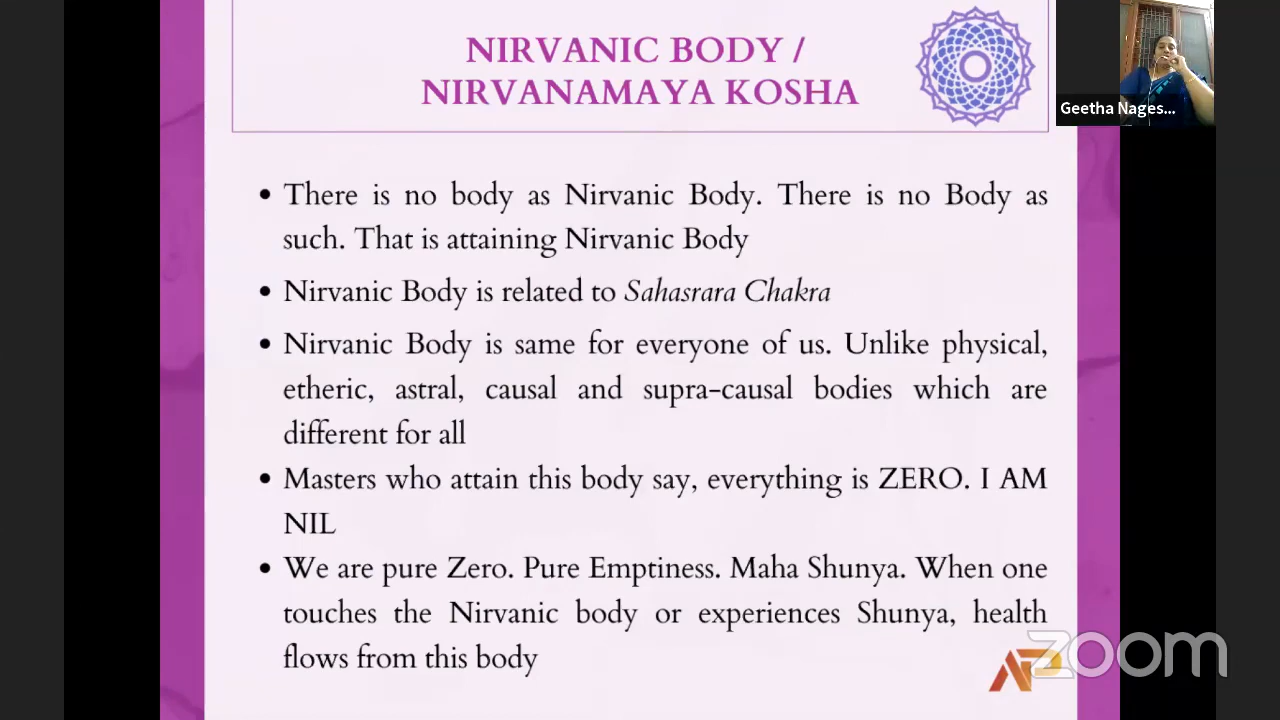 NIRVANIC BODY /
NIRVANAMAYA KOSHA
Geetha Nages...
• There is no body as Nirvanic Body. There is no Body as
such. That is attaining Nirvanic Body
• Nirvanic Body is related to Sahasrara Chakra
• Nirvanic Body is same for everyone of us. Unlike physical,
etheric, astral, causal and supra-causal bodies which are
different for all
• Masters who attain this body say, everything is ZERO. I AM
NIL
• We are pure Zero. Pure Emptiness. Maha Shunya. When one
touches the Nirvanic body or experiences Shunya, health
flows from this body
zoom